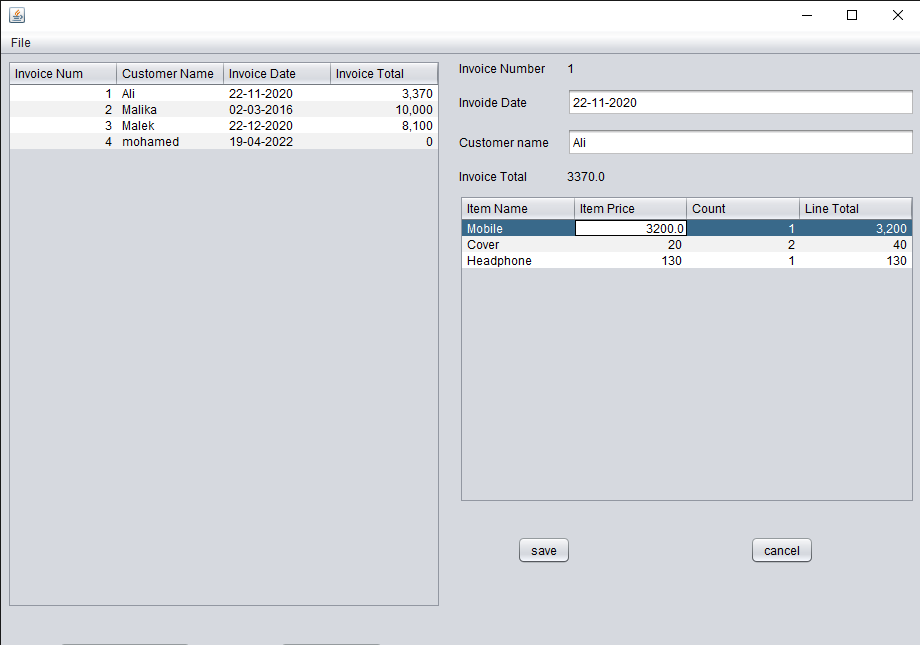 File
Invoice Num Customer Name Invoice Date Invoice Total
1 Ali 22-11-2020 3,370
2 Malika 02-03-2016 10,000
3 Malek 22-12-2020 8,100
4 mohamed 19-04-2022 0
Invoice Number 1
Invoide Date 22-11-2020
Customer name Ali
Invoice Total 3370.0
Item Name Item Price Count Line Total
Mobile 3200.0 1 3,200
Cover 20 2 40
Headphone 130 1 130
save cancel